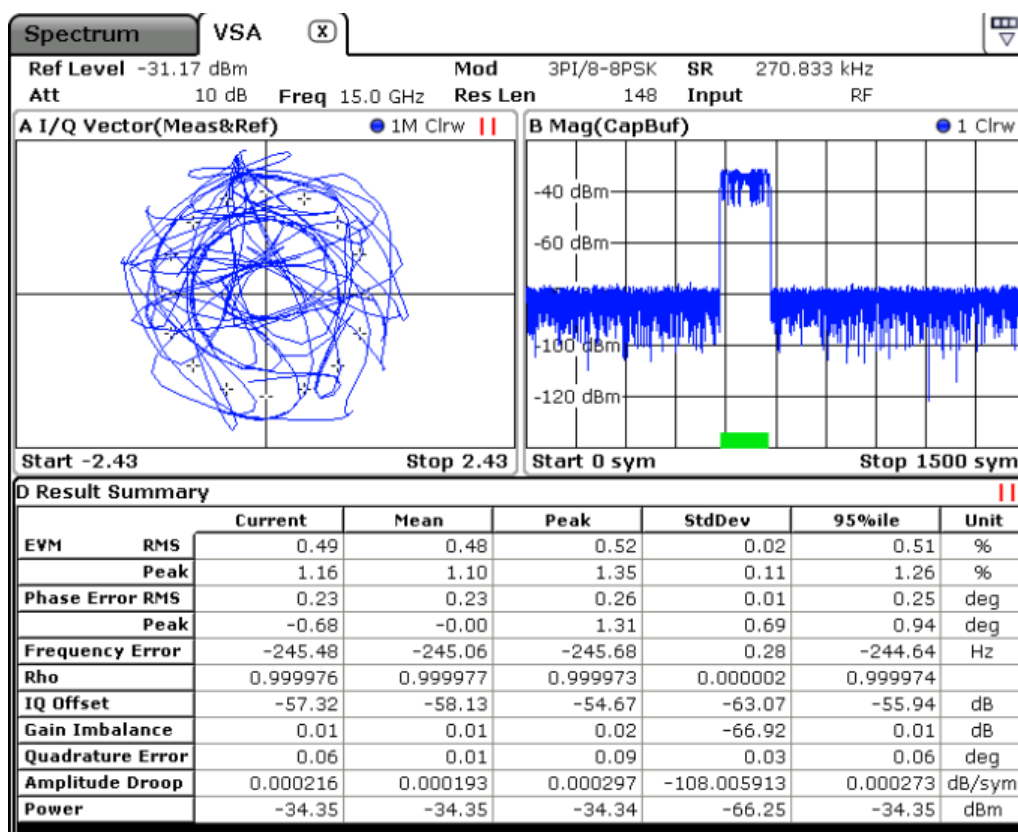 Spectrum VSA X
Ref Level -31.17 dBm Mod 3PI/8-8PSK SR 270.833 kHz
Att 10 dB Freq 15.0 GHz Res Len 148 Input RF
A I/Q Vector(Meas&Ref) 1M Clrw
B Mag(CapBuf) 1 Clrw
-40 dBm
-60 dBm
-100 dBm
-120 dBm
Start -2.43 Stop 2.43
Start 0 sym Stop 1500 sym
D Result Summary
Current Mean Peak StdDev 95%ile Unit
EVM RMS 0.49 0.48 0.52 0.02 0.51 %
Peak 1.16 1.10 1.35 0.11 1.26 %
Phase Error RMS 0.23 0.23 0.26 0.01 0.25 deg
Peak -0.68 -0.00 1.31 0.69 0.94 deg
Frequency Error -245.48 -245.06 -245.68 0.28 -244.64 Hz
Rho 0.999976 0.999977 0.999973 0.000002 0.999974
IQ Offset -57.32 -58.13 -54.67 -63.07 -55.94 dB
Gain Imbalance 0.01 0.01 0.02 -66.92 0.01 dB
Quadrature Error 0.06 0.01 0.09 0.03 0.06 deg
Amplitude Droop 0.000216 0.000193 0.000297 -108.005913 0.000273 dB/sym
Power -34.35 -34.35 -34.34 -66.25 -34.35 dBm